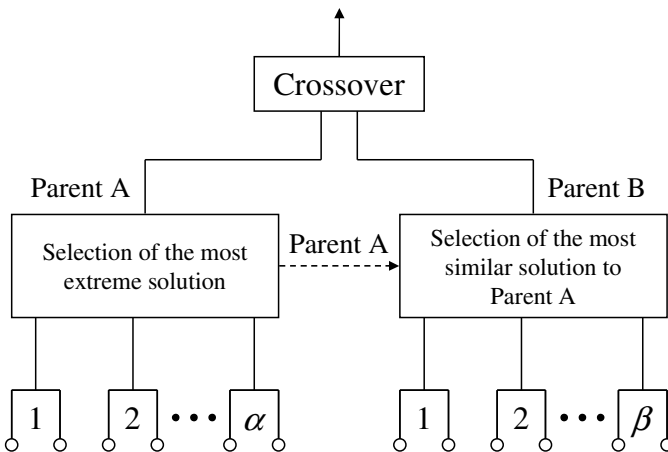 Crossover
Parent A
Parent B
Selection of the most
extreme solution
Parent A
Selection of the most
similar solution to
Parent A
1 2 ••• α
1 2 ••• β